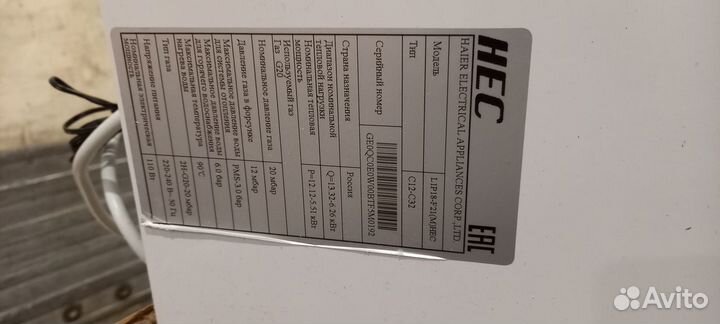 HEC EAC
HAIER ELECTRICAL APPLIANCES CORP.,LTD.
Модель L1P18-F21(M)HEC
Тип C12-C32
Серийный номер GE0QC0E0W00BTF5M0192
Страна назначения Россия
Диапазон номинальной
тепловой нагрузки Q=13.32-6.26 кВт
Номинальная тепловая
мощность P=12.12-5.51 кВт
Используемый газ
Газ G20
Номинальное давление газа 20 мбар
Давление газа в форсунке 12 мбар
Максимальное давление воды
для системы отопления PMS-3.0 бар
Максимальное давление воды
для горячего водоснабжения 6.0 бар
Максимальная температура
нагрева воды 90℃
Тип газа 2H-G20-20 мбар
Напряжение питания 220-240 В~ 50 Гц
Номинальная электрическая
мощность 110 Вт
Avito